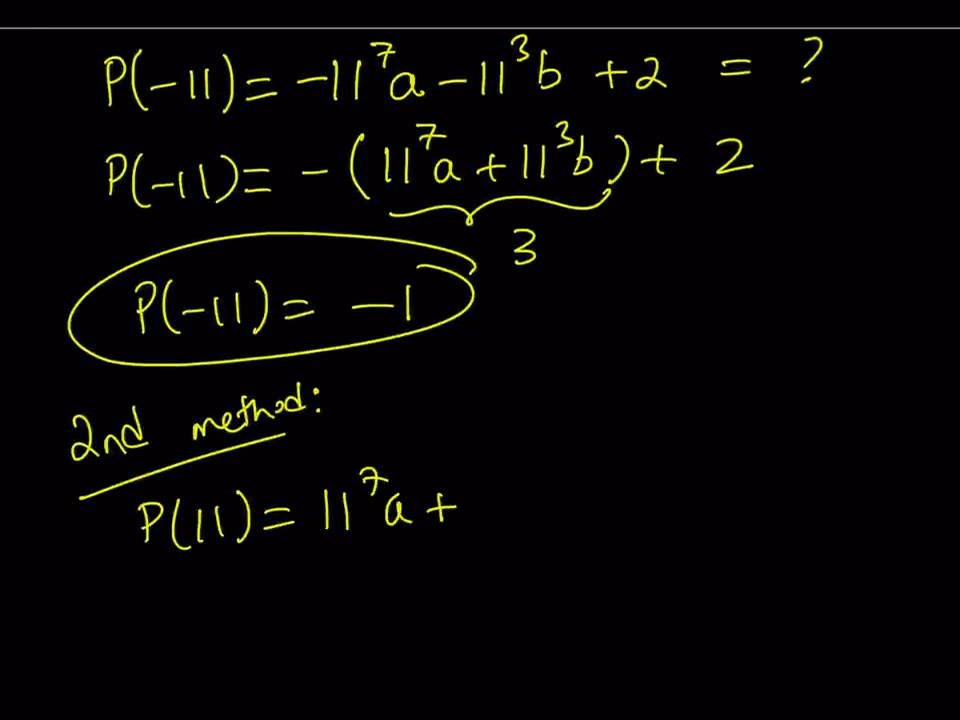 P(-11) = -11⁷a - 11³b + 2 = ?
P(-11) = - (11⁷a + 11³b) + 2
3
P(-11) = -1
2nd method:
P(11) = 11⁷a +